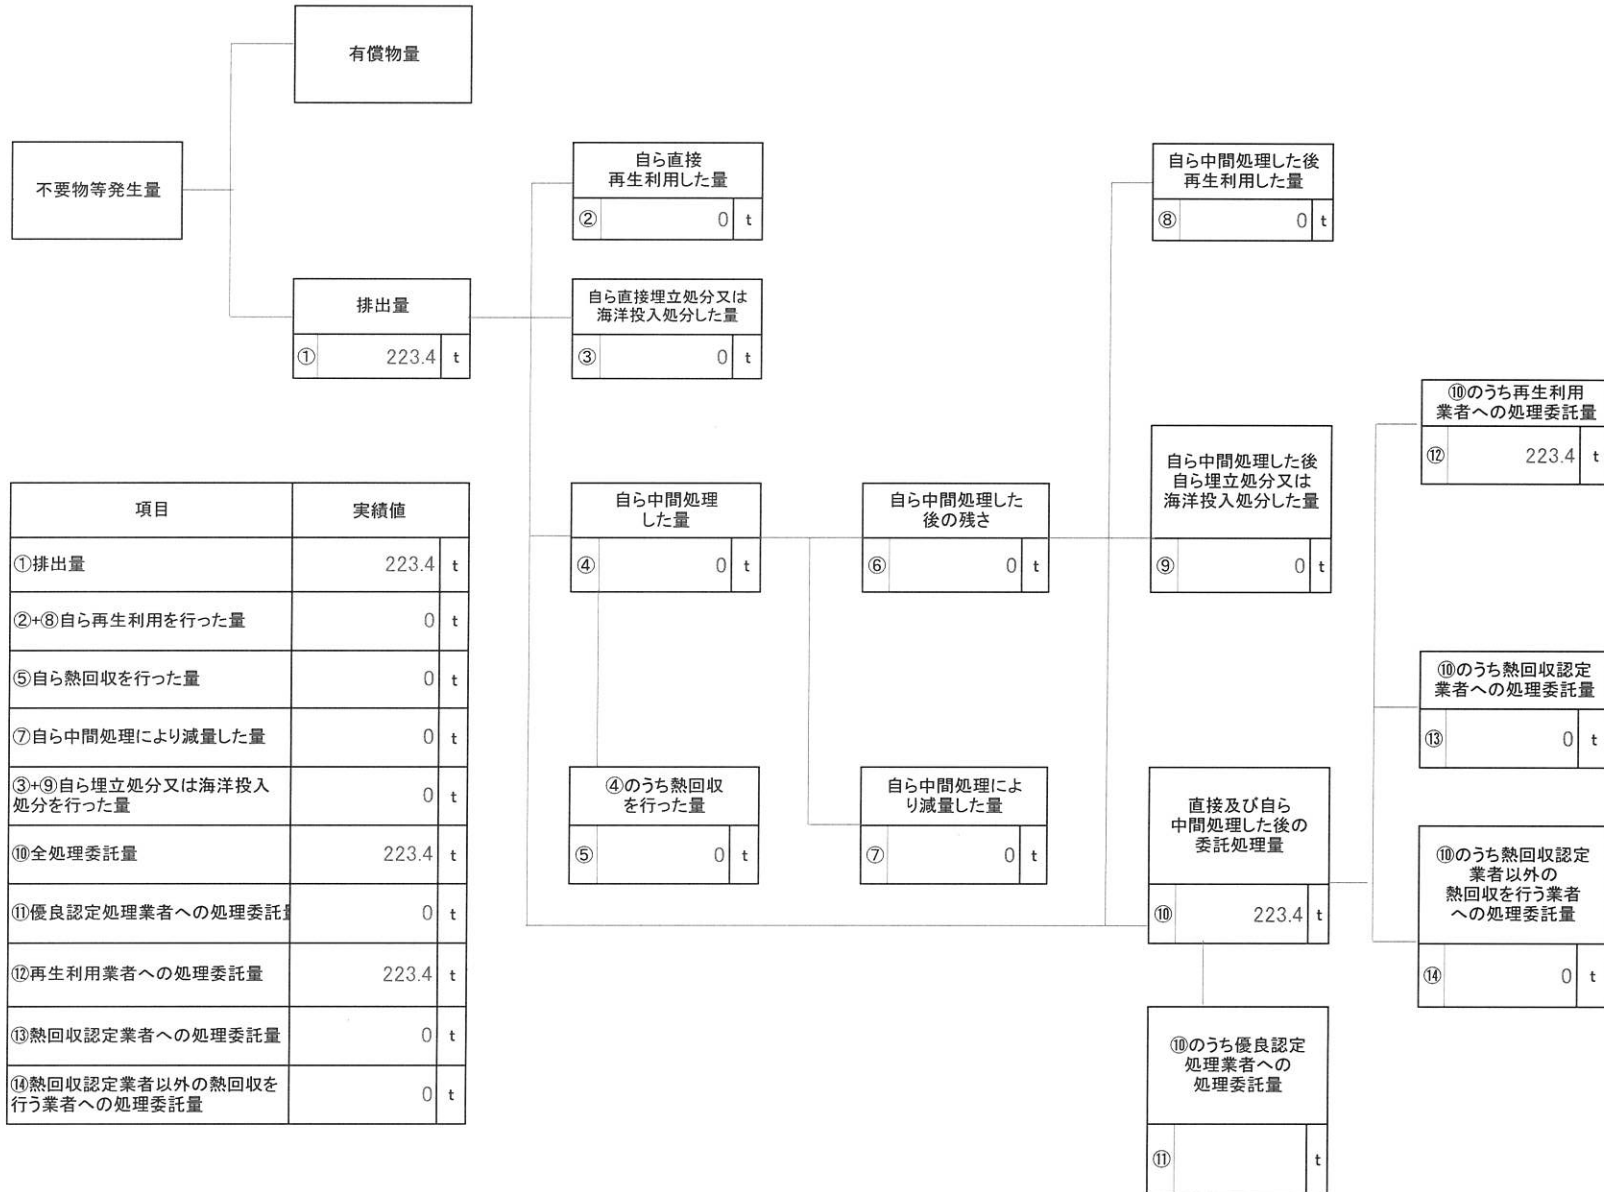 有償物量
不要物等発生量
排出量
① 223.4 t
自ら直接
再生利用した量
② 0 t
自ら直接埋立処分又は
海洋投入処分した量
③ 0 t
自ら中間処理
した量
④ 0 t
④のうち熱回収
を行った量
⑤ 0 t
自ら中間処理した
後の残さ
⑥ 0 t
自ら中間処理によ
り減量した量
⑦ 0 t
自ら中間処理した後
再生利用した量
⑧ 0 t
自ら中間処理した後
自ら埋立処分又は
海洋投入処分した量
⑨ 0 t
直接及び自ら
中間処理した後の
委託処理量
⑩ 223.4 t
⑩のうち優良認定
処理業者への
処理委託量
⑪ t
⑩のうち再生利用
業者への処理委託量
⑫ 223.4 t
⑩のうち熱回収認定
業者への処理委託量
⑬ 0 t
⑩のうち熱回収認定
業者以外の
熱回収を行う業者
への処理委託量
⑭ 0 t
項目 実績値
①排出量 223.4 t
②+⑧自ら再生利用を行った量 0 t
⑤自ら熱回収を行った量 0 t
⑦自ら中間処理により減量した量 0 t
③+⑨自ら埋立処分又は海洋投入
処分を行った量 0 t
⑩全処理委託量 223.4 t
⑪優良認定処理業者への処理委託 0 t
⑫再生利用業者への処理委託量 223.4 t
⑬熱回収認定業者への処理委託量 0 t
⑭熱回収認定業者以外の熱回収を
行う業者への処理委託量 0 t